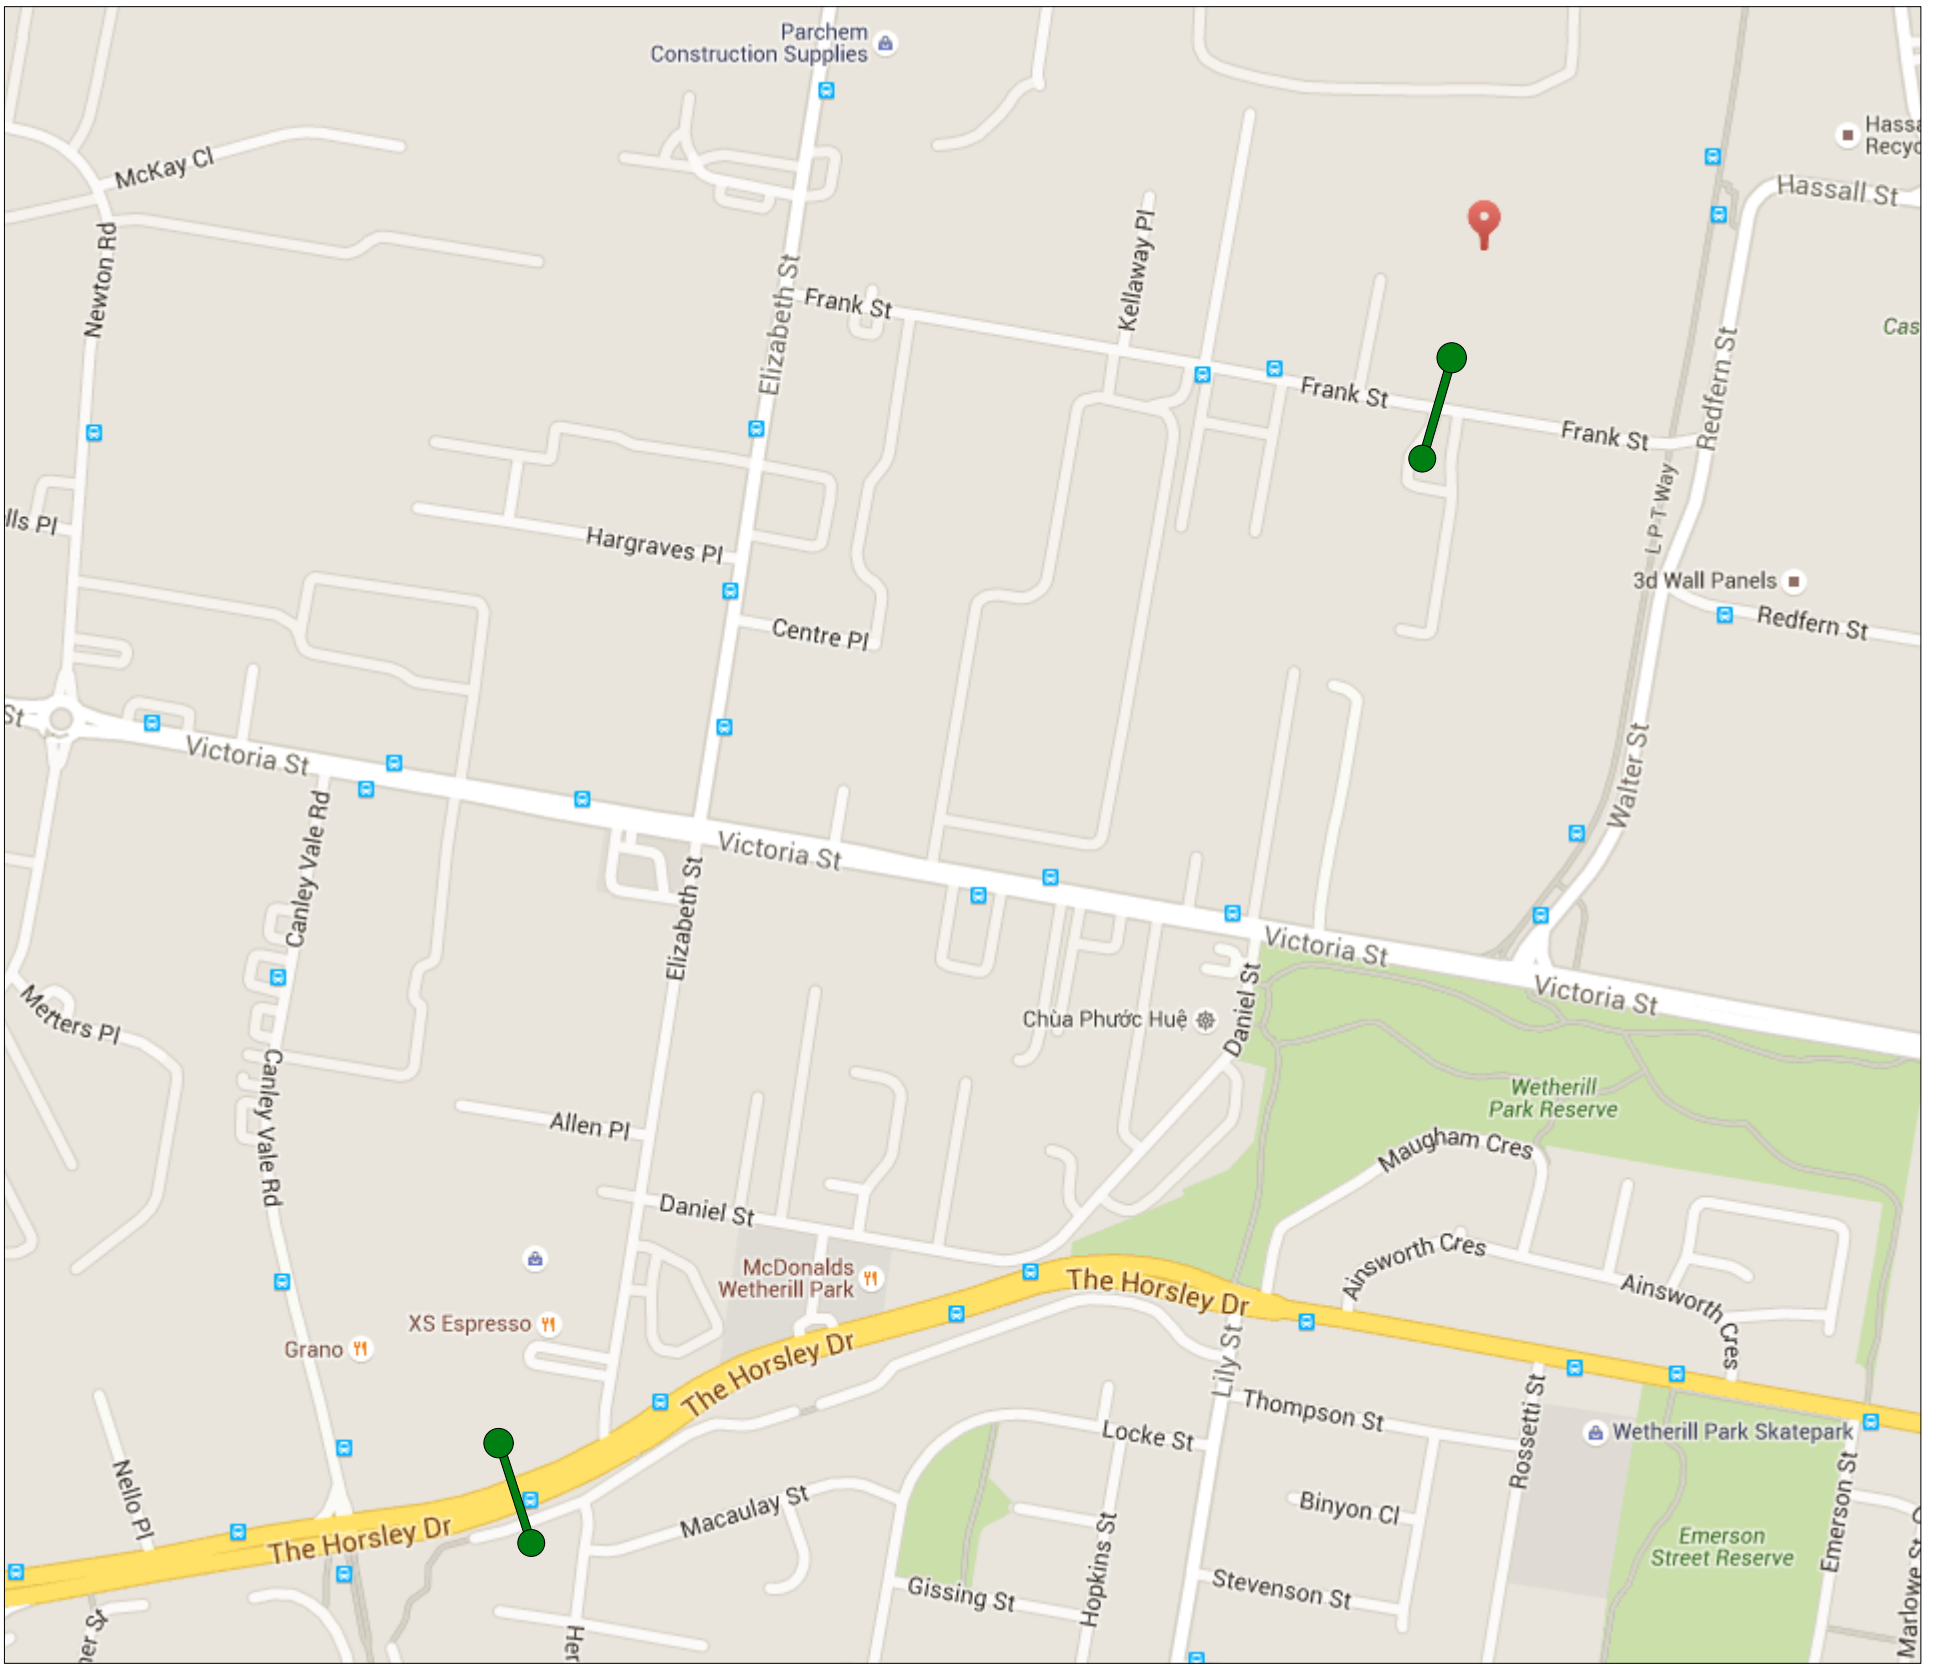 Parchem
Construction Supplies
Hassa
Recyc
McKay Cl
Hassall St
Kellaway Pl
Newton Rd
Elizabeth St
Frank St
Cas
Redfern St
Frank St
Frank St
L P T Way
lls Pl
Hargraves Pl
3d Wall Panels
Redfern St
Centre Pl
St
Victoria St
Walter St
Canley Vale Rd
Victoria St
Elizabeth St
Victoria St
Daniel St
Victoria St
Merters Pl
Chùa Phước Huệ
Canley Vale Rd
Wetherill
Park Reserve
Allen Pl
Maugham Cres
Daniel St
McDonalds
Wetherill Park
Ainsworth Cres
The Horsley Dr
Ainsworth Cres
XS Espresso
Grano
The Horsley Dr
Lily St
Thompson St
Rossetti St
Locke St
Wetherill Park Skatepark
Nello Pl
Macaulay St
Binyon Cl
Emerson St
The Horsley Dr
Emerson
Street Reserve
Hopkins St
Gissing St
Stevenson St
Marlowe St
ner St
Her